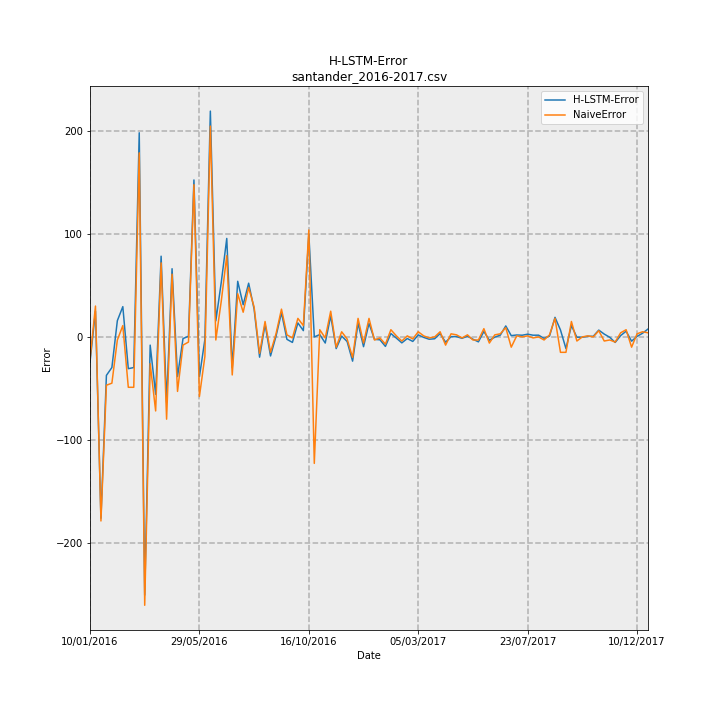 H-LSTM-Error
santander_2016-2017.csv
H-LSTM-Error
NaiveError
200
100
0
−100
−200
Error
10/01/2016 29/05/2016 16/10/2016 05/03/2017 23/07/2017 10/12/2017
Date